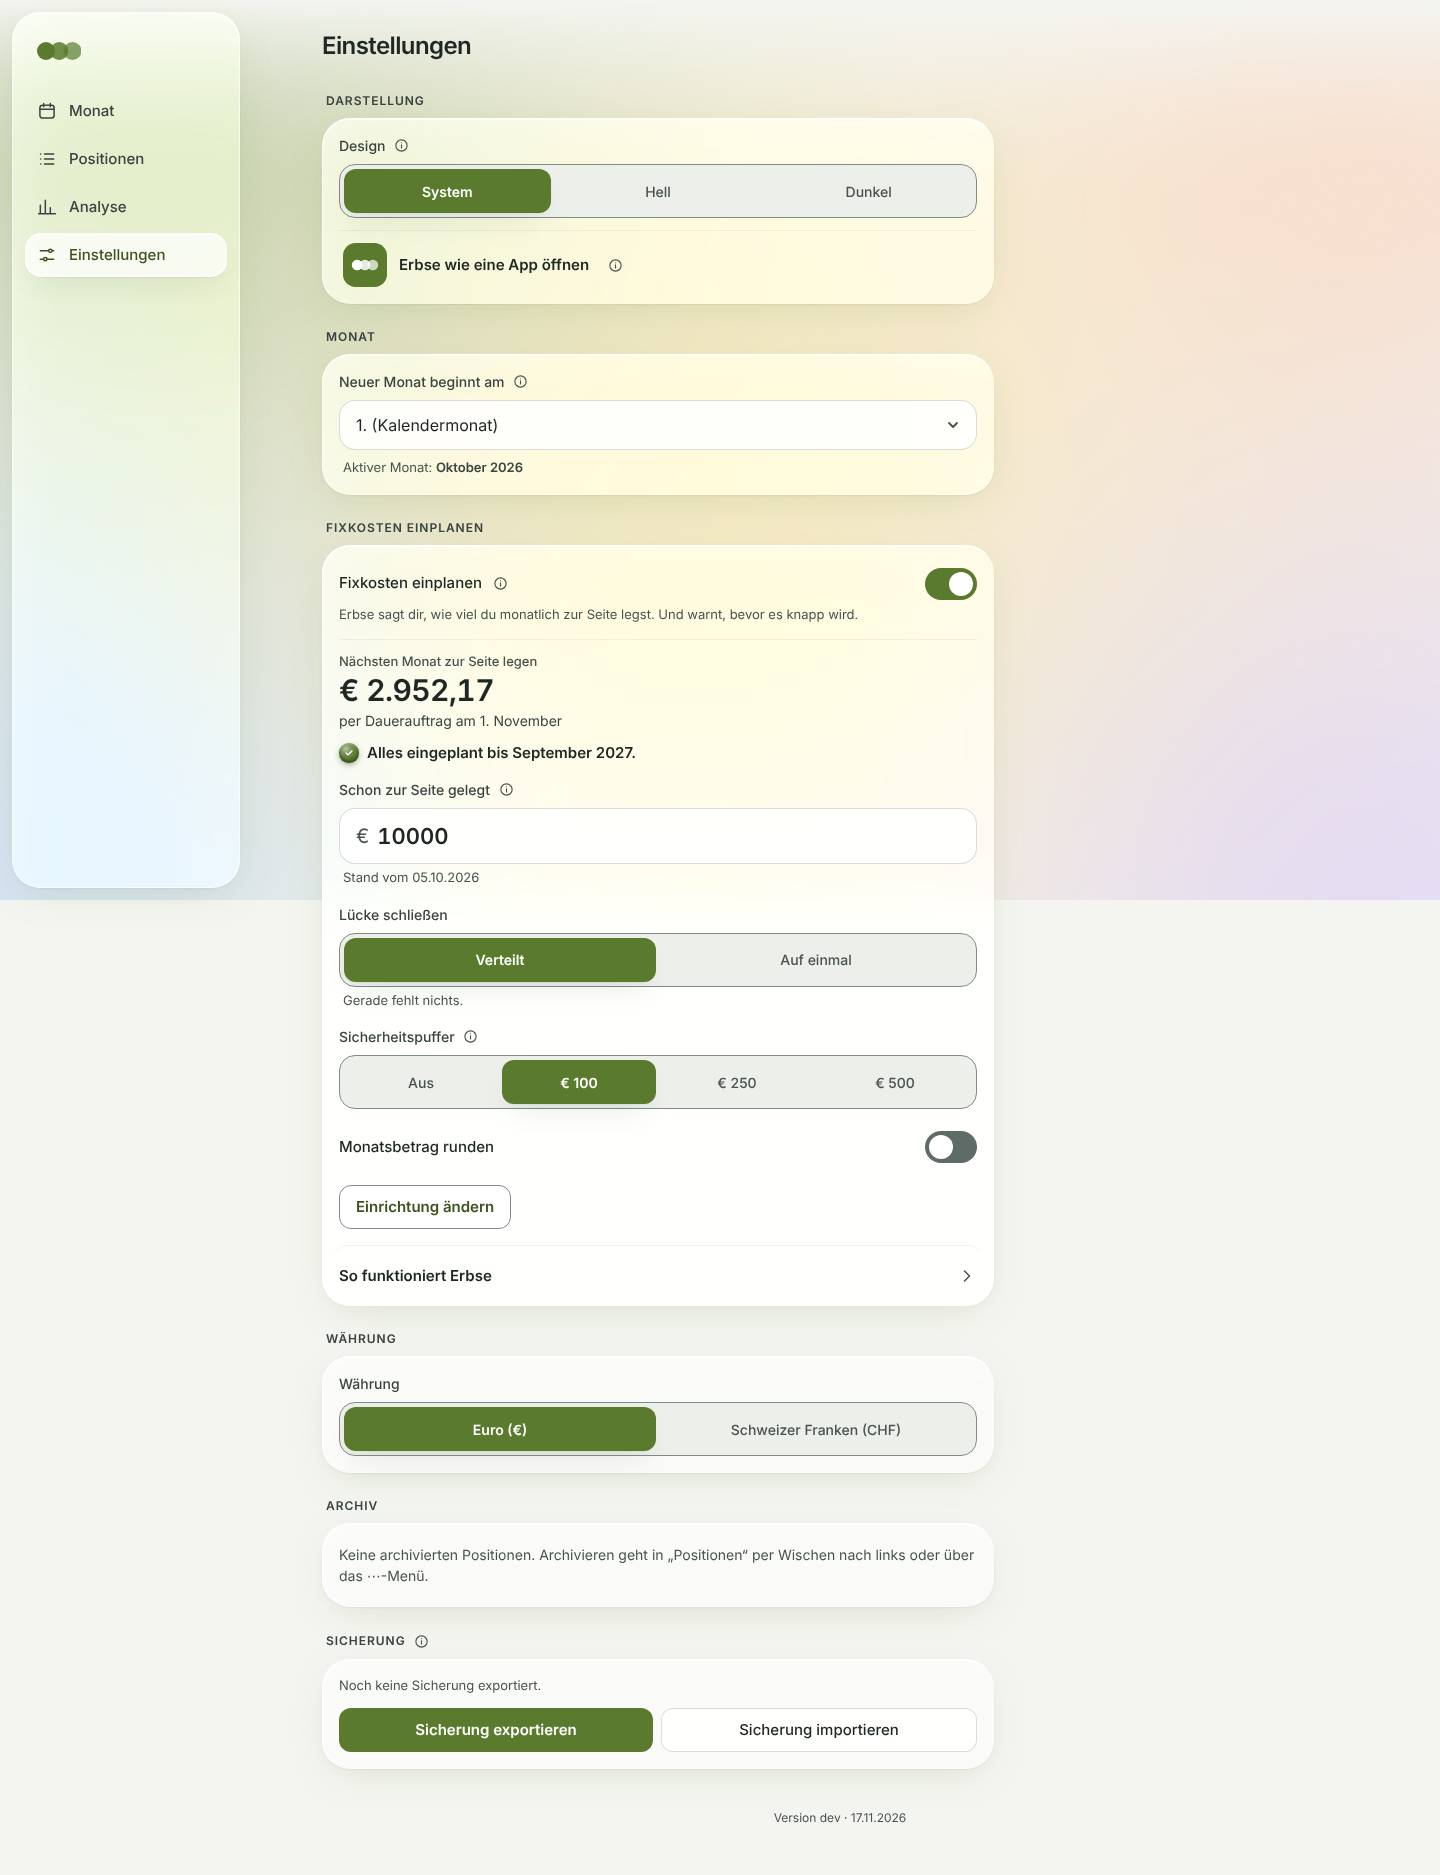 Monat
Positionen
Analyse
Einstellungen
Einstellungen
DARSTELLUNG
Design
System
Hell
Dunkel
Erbse wie eine App öffnen
MONAT
Neuer Monat beginnt am
1. (Kalendermonat)
Aktiver Monat: Oktober 2026
FIXKOSTEN EINPLANEN
Fixkosten einplanen
Erbse sagt dir, wie viel du monatlich zur Seite legst. Und warnt, bevor es knapp wird.
Nächsten Monat zur Seite legen
€ 2.952,17
per Dauerauftrag am 1. November
Alles eingeplant bis September 2027.
Schon zur Seite gelegt
€ 10000
Stand vom 05.10.2026
Lücke schließen
Verteilt
Auf einmal
Gerade fehlt nichts.
Sicherheitspuffer
Aus
€ 100
€ 250
€ 500
Monatsbetrag runden
Einrichtung ändern
So funktioniert Erbse
WÄHRUNG
Währung
Euro (€)
Schweizer Franken (CHF)
ARCHIV
Keine archivierten Positionen. Archivieren geht in „Positionen“ per Wischen nach links oder über
das ···-Menü.
SICHERUNG
Noch keine Sicherung exportiert.
Sicherung exportieren
Sicherung importieren
Version dev · 17.11.2026